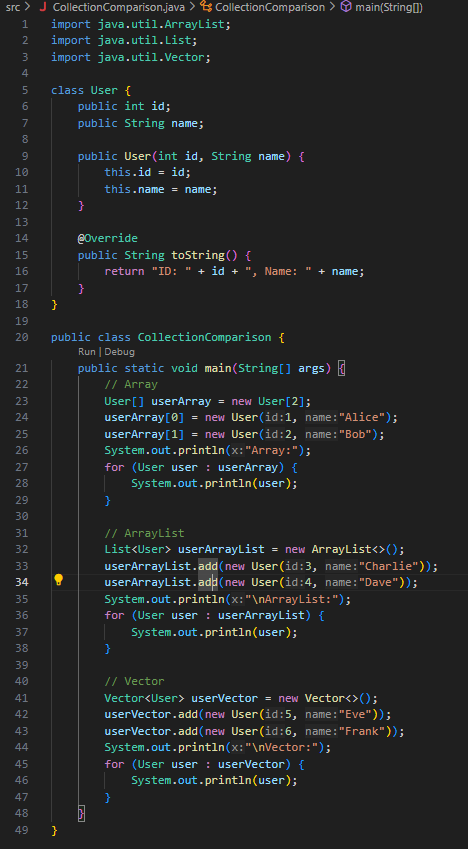 src > J CollectionComparison.java > CollectionComparison > main(String[])
1 import java.util.ArrayList;
2 import java.util.List;
3 import java.util.Vector;
4
5 class User {
6     public int id;
7     public String name;
8
9     public User(int id, String name) {
10         this.id = id;
11         this.name = name;
12     }
13
14     @Override
15     public String toString() {
16         return "ID: " + id + ", Name: " + name;
17     }
18 }
19
20 public class CollectionComparison {
Run | Debug
21     public static void main(String[] args) {
22         // Array
23         User[] userArray = new User[2];
24         userArray[0] = new User(id:1, name:"Alice");
25         userArray[1] = new User(id:2, name:"Bob");
26         System.out.println(x:"Array:");
27         for (User user : userArray) {
28             System.out.println(user);
29         }
30
31         // ArrayList
32         List<User> userArrayList = new ArrayList<>();
33         userArrayList.add(new User(id:3, name:"Charlie"));
34         userArrayList.add(new User(id:4, name:"Dave"));
35         System.out.println(x:"\nArrayList:");
36         for (User user : userArrayList) {
37             System.out.println(user);
38         }
39
40         // Vector
41         Vector<User> userVector = new Vector<>();
42         userVector.add(new User(id:5, name:"Eve"));
43         userVector.add(new User(id:6, name:"Frank"));
44         System.out.println(x:"\nVector:");
45         for (User user : userVector) {
46             System.out.println(user);
47         }
48     }
49 }